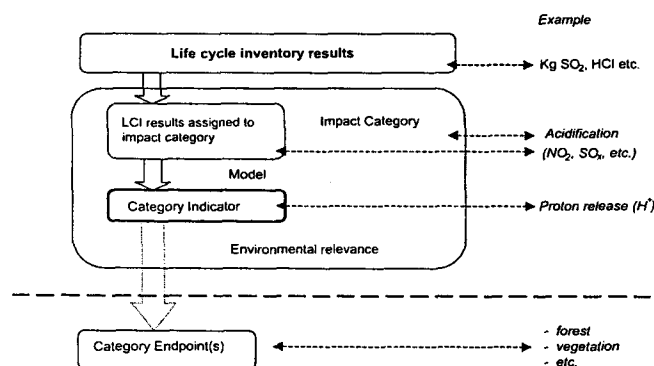 Example
Life cycle inventory results
Kg SO2, HCl etc.
LCI results assigned to
impact category
Impact Category
Acidification
(NO2, SOx, etc.)
Model
Category Indicator
Proton release (H+)
Environmental relevance
Category Endpoint(s)
- forest
- vegetation
- etc.